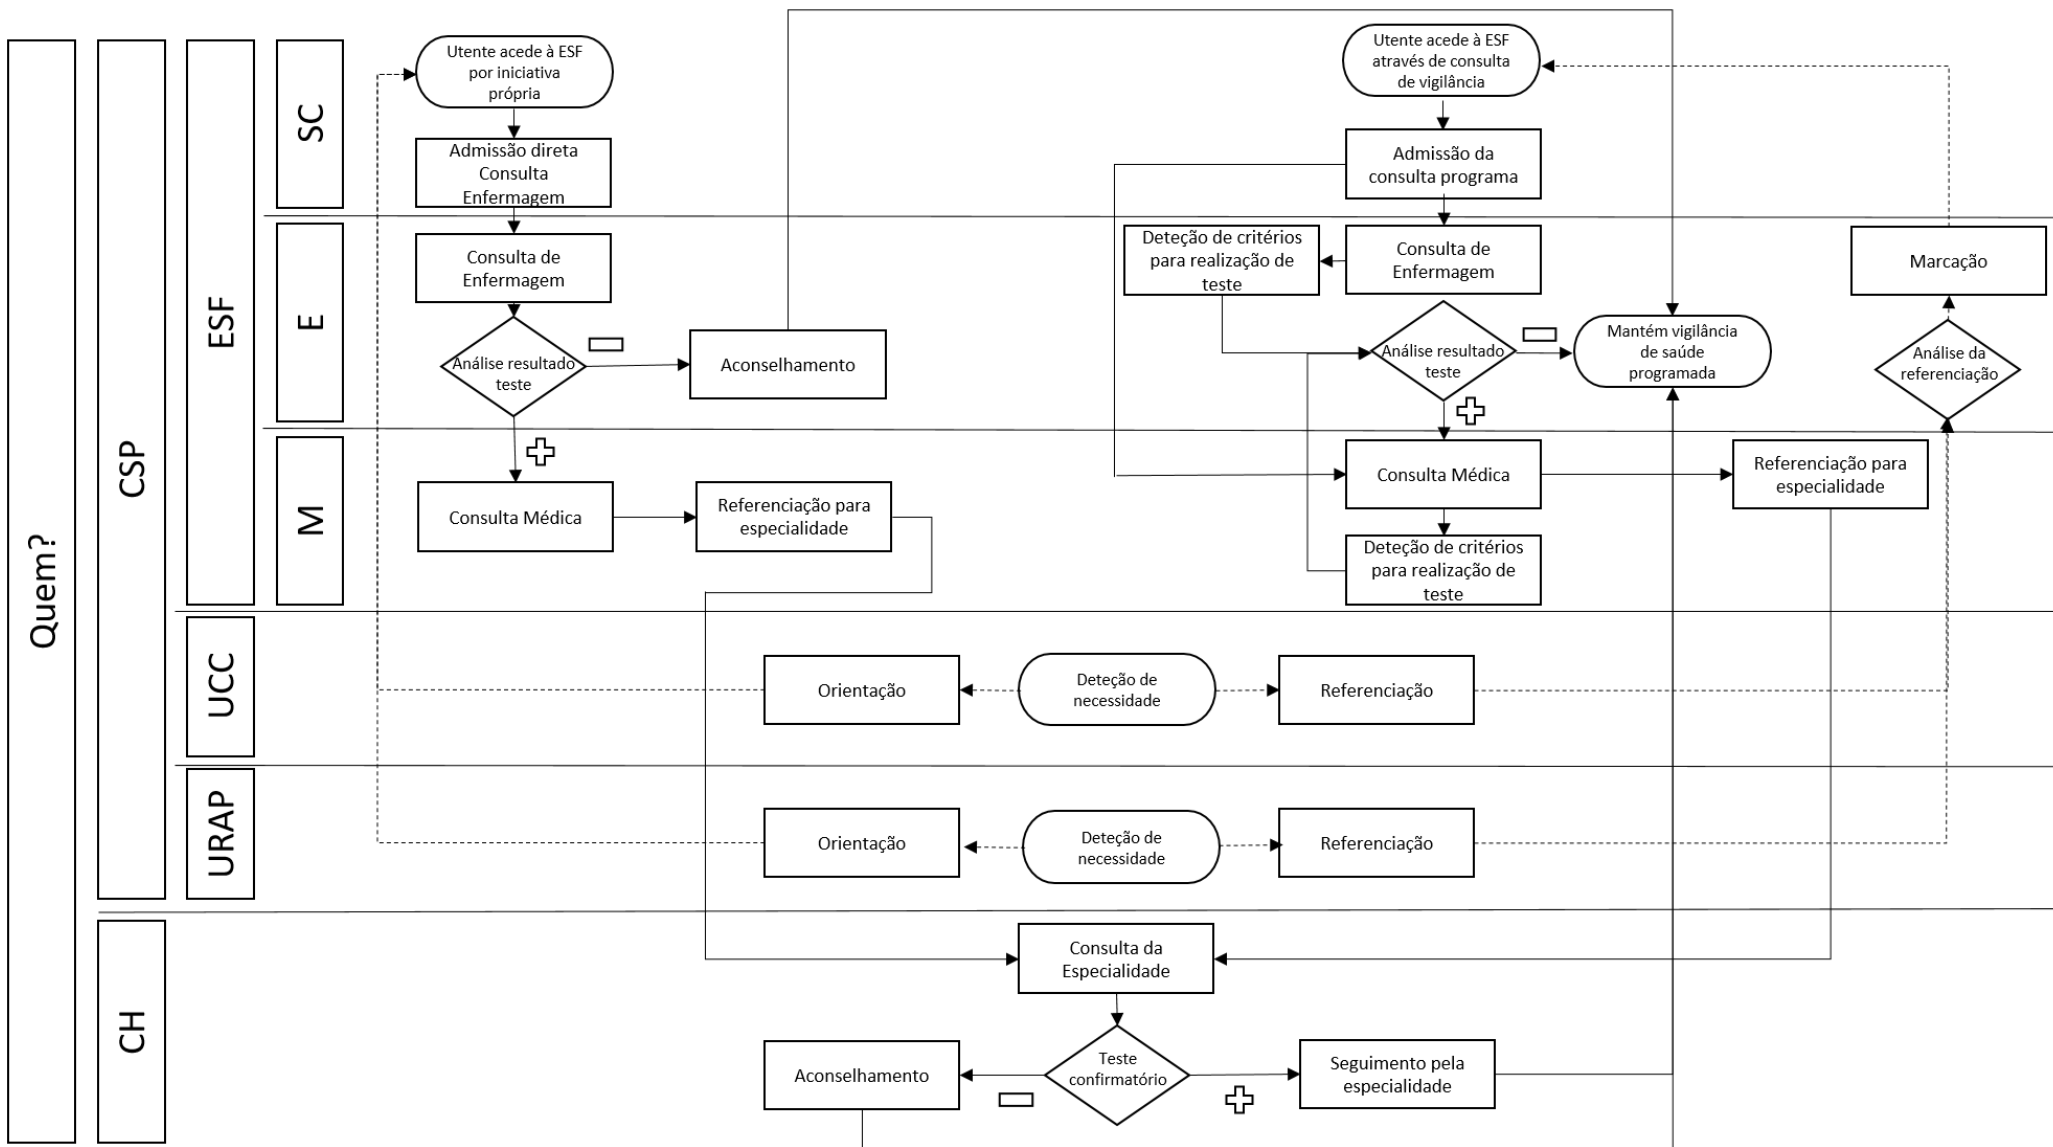 Quem?
CSP
CH
ESF
UCC
URAP
SC
E
M
Utente acede à ESF
por iniciativa
própria
Admissão direta
Consulta
Enfermagem
Utente acede à ESF
através de consulta
de vigilância
Admissão da
consulta programa
Consulta de
Enfermagem
Análise resultado
teste
Aconselhamento
Deteção de critérios
para realização de
teste
Consulta de
Enfermagem
Análise resultado
teste
Mantém vigilância
de saúde
programada
Marcação
Análise da
referenciação
Consulta Médica
Referenciação para
especialidade
Consulta Médica
Referenciação para
especialidade
Deteção de critérios
para realização de
teste
Orientação
Deteção de
necessidade
Referenciação
Orientação
Deteção de
necessidade
Referenciação
Consulta da
Especialidade
Aconselhamento
Teste
confirmatório
Seguimento pela
especialidade